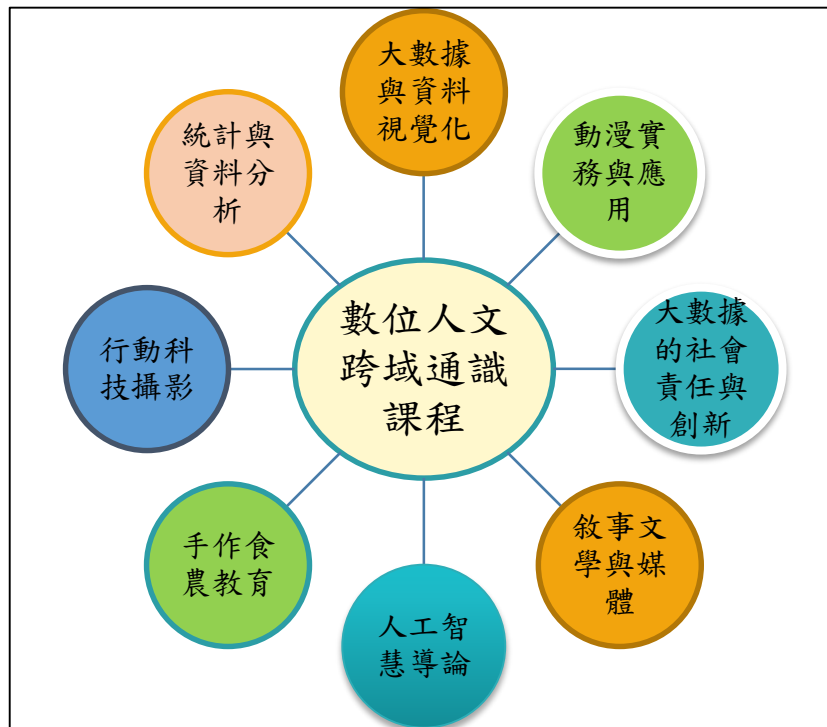 大數據
與資料
視覺化
動漫實
務與應
用
大數據
的社會
責任與
創新
敘事文
學與媒
體
人工智
慧導論
手作食
農教育
行動科
技攝影
統計與
資料分
析
數位人文
跨域通識
課程